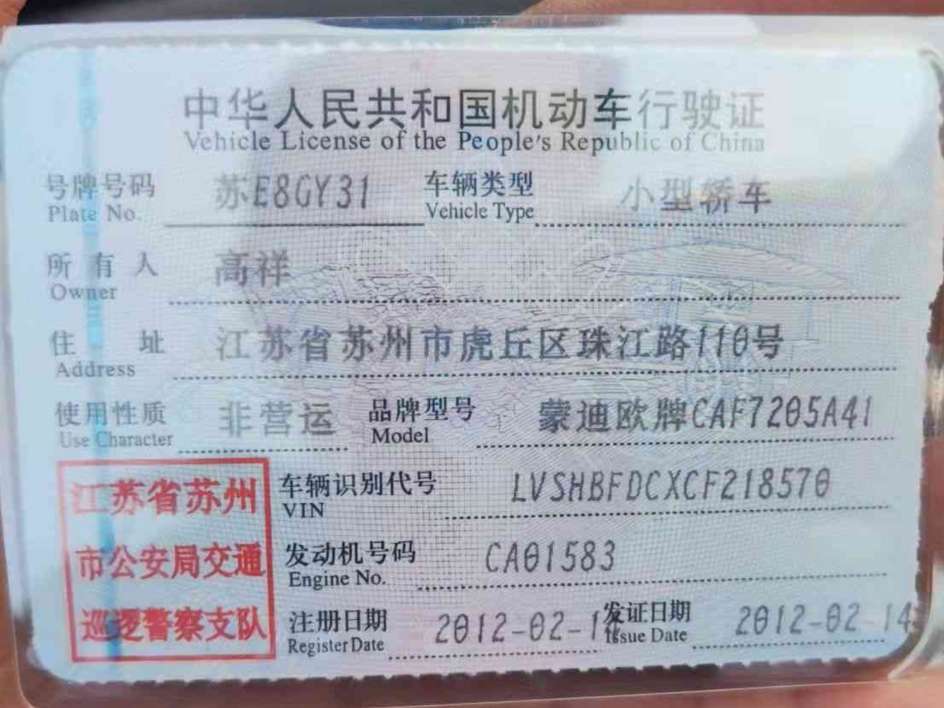 中华人民共和国机动车行驶证
Vehicle License of the People's Republic of China
号牌号码 苏E8GY31 车辆类型 小型轿车
Plate No. Vehicle Type
所有人 高祥
Owner
住址 江苏省苏州市虎丘区珠江路110号
Address
使用性质 非营运 品牌型号 蒙迪欧牌CAF7205A41
Use Character Model
江苏省苏州
市公安局交通
巡逻警察支队
车辆识别代号 LVSHBFDCXCF218570
VIN
发动机号码 CA01583
Engine No.
注册日期 2012-02-14 发证日期 2012-02-14
Register Date Issue Date